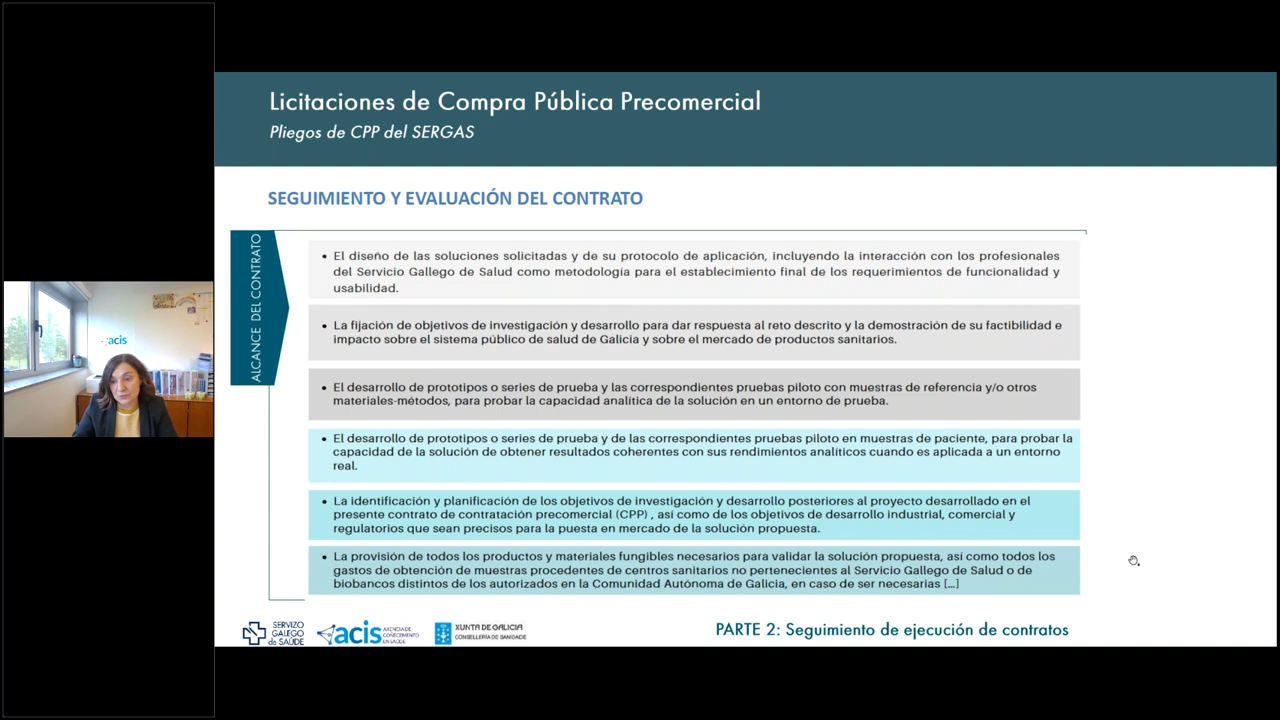 Licitaciones de Compra Pública Precomercial
Pliegos de CPP del SERGAS
SEGUIMIENTO Y EVALUACIÓN DEL CONTRATO
ALCANCE DEL CONTRATO
• El diseño de las soluciones solicitadas y de su protocolo de aplicación, incluyendo la interacción con los profesionales
del Servicio Gallego de Salud como metodología para el establecimiento final de los requerimientos de funcionalidad y
usabilidad.
• La fijación de objetivos de investigación y desarrollo para dar respuesta al reto descrito y la demostración de su factibilidad e
impacto sobre el sistema público de salud de Galicia y sobre el mercado de productos sanitarios.
• El desarrollo de prototipos o series de prueba y las correspondientes pruebas piloto con muestras de referencia y/o otros
materiales-métodos, para probar la capacidad analítica de la solución en un entorno de prueba.
• El desarrollo de prototipos o series de prueba y de las correspondientes pruebas piloto en muestras de paciente, para probar la
capacidad de la solución de obtener resultados coherentes con sus rendimientos analíticos cuando es aplicada a un entorno
real.
• La identificación y planificación de los objetivos de investigación y desarrollo posteriores al proyecto desarrollado en el
presente contrato de contratación precomercial (CPP) , así como de los objetivos de desarrollo industrial, comercial y
regulatorios que sean precisos para la puesta en mercado de la solución propuesta.
• La provisión de todos los productos y materiales fungibles necesarios para validar la solución propuesta, así como todos los
gastos de obtención de muestras procedentes de centros sanitarios no pertenecientes al Servicio Gallego de Salud o de
biobancos distintos de los autorizados en la Comunidad Autónoma de Galicia, en caso de ser necesarias [...]
acis
SERVIZO
GALEGO
de SAÚDE
acis
AXENCIA DE
COÑECEMENTO
EN SAÚDE
XUNTA DE GALICIA
CONSELLERÍA DE SANIDADE
PARTE 2: Seguimiento de ejecución de contratos